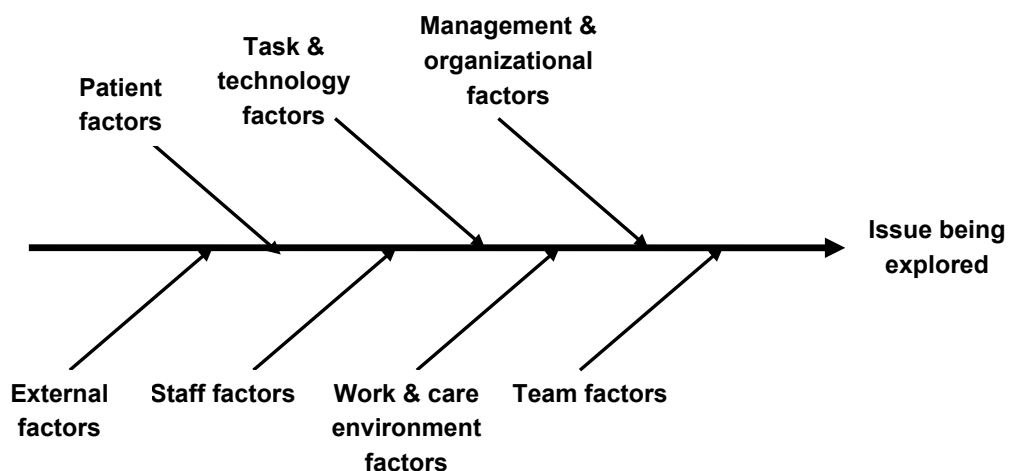 Patient
factors
Task &
technology
factors
Management &
organizational
factors
Issue being
explored
External
factors
Staff factors
Work & care
environment
factors
Team factors